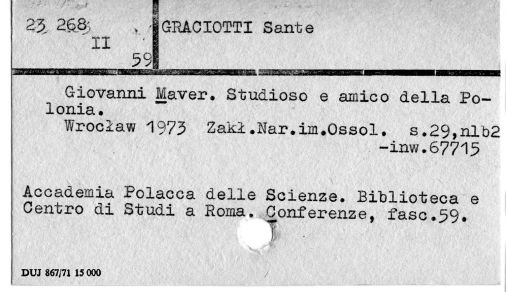 23 268
II
59
GRACIOTTI Sante
Giovanni Maver. Studioso e amico della Po-
lonia.
Wrocław 1973 Zakł.Nar.im.Ossol. s.29,nlb2
-inw.67715
Accademia Polacca delle Scienze. Biblioteca e
Centro di Studi a Roma. Conferenze, fasc.59.
DUJ 867/71 15 000